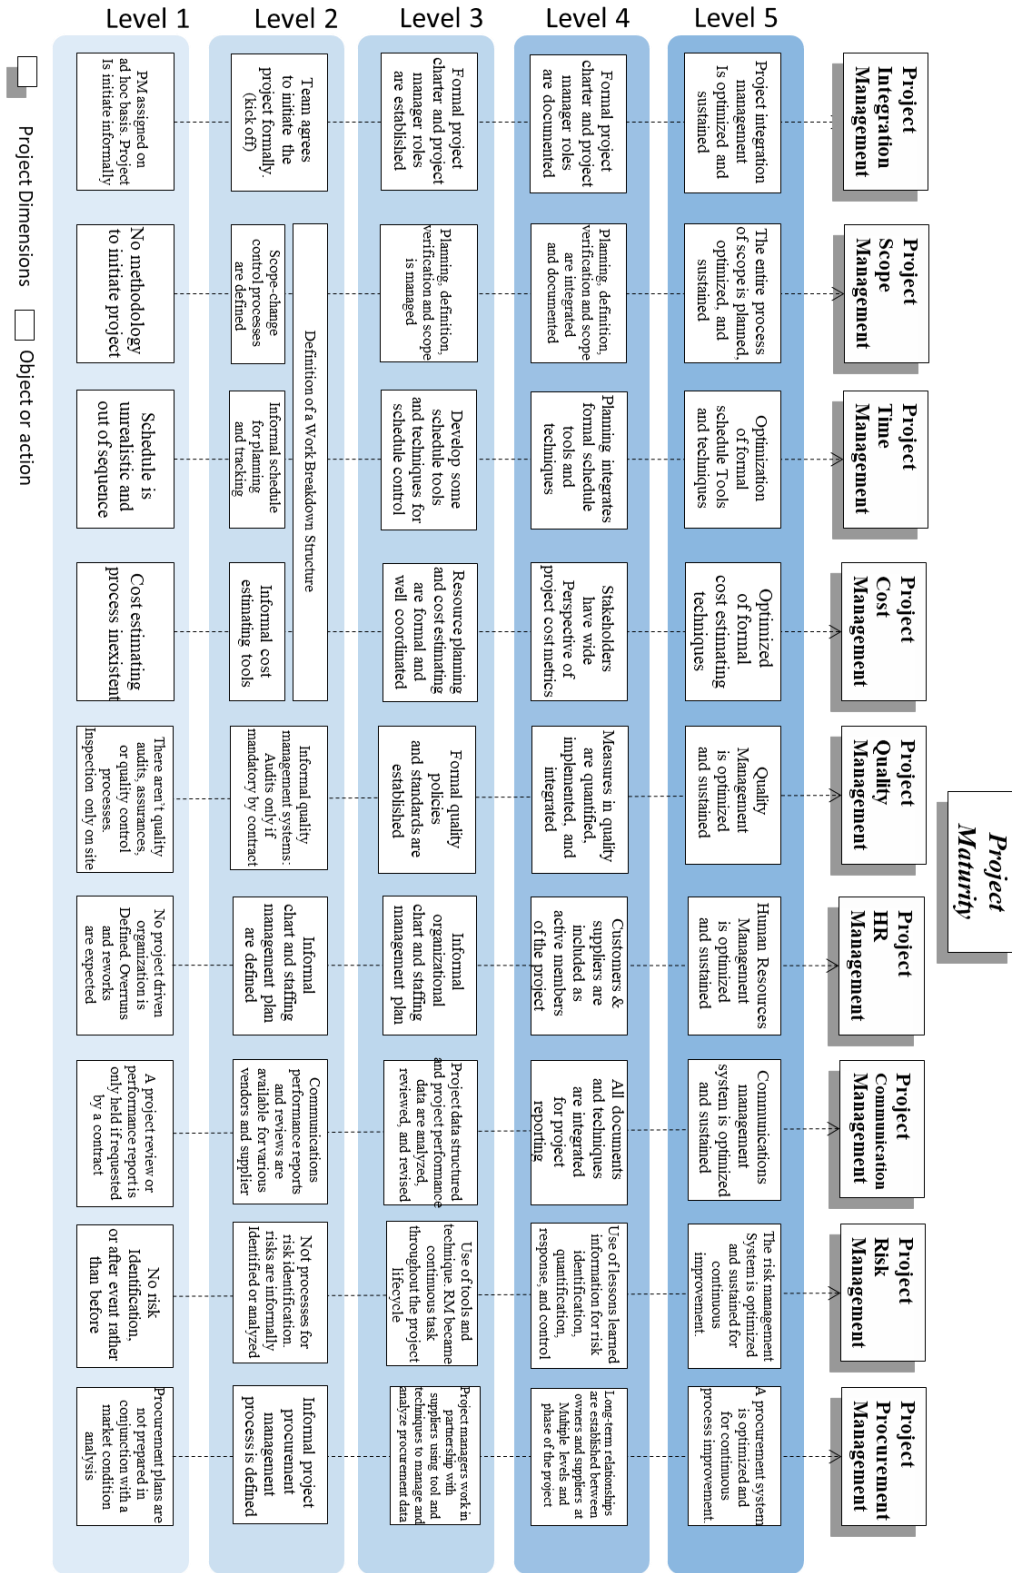 Level 1
Level 2
Level 3
Level 4
Level 5
Project
Maturity
Project
Integration
Management
Project integration
management
Is optimized and
sustained
Formal project
charter and project
manager roles
are documented
Formal project
charter and project
manager roles
are established
Team agrees
to initiate the
project formally.
(kick off)
PM assigned on
ad hoc basis. Project
Is initiate informally
Project
Scope
Management
The entire process
of scope is planned,
optimized, and
sustained
Planning, definition,
verification and scope
are integrated
and documented
Planning, definition,
verification and scope
is managed
Definition of a Work Breakdown Structure
Scope-change
control processes
are defined
No methodology
to initiate project
Project
Time
Management
Optimization
of formal
schedule Tools
and techniques
Planning integrates
formal schedule
tools and
techniques
Develop some
schedule tools
and techniques for
schedule control
Informal schedule
for planning
and tracking
Schedule is
unrealistic and
out of sequence
Project
Cost
Management
Optimized
of formal
cost estimating
techniques
Stakeholders
have wide
Perspective of
project cost metrics
Resource planning
and cost estimating
are formal and
well coordinated
Informal cost
estimating tools
Cost estimating
process inexistent
Project
Quality
Management
Quality
Management
is optimized
and sustained
Measures in quality
are quantified,
implemented, and
integrated
Formal quality
policies
and standards are
established
Informal quality
management systems:
Audits only if
mandatory by contract
There aren't quality
audits, assurances,
or quality control
processes.
Inspection only on site
Project
HR
Management
Human Resources
Management
is optimized
and sustained
Customers &
suppliers are
included as
active members
of the project
Informal
organizational
chart and staffing
management plan
Informal
chart and staffing
management plan
are defined
No project driven
organization is
Defined. Overruns
and reworks
are expected
Project
Communication
Management
Communications
management
system is optimized
and sustained
All documents
and techniques
are integrated
for project
reporting
Project data structured
and project performance
data are analyzed,
reviewed, and revised
Communications
performance reports
and reviews are
available for various
vendors and supplier
A project review or
performance report is
only held if requested
by a contract
Project
Risk
Management
The risk management
System is optimized
and sustained for
continuous
improvement.
Use of lessons learned
information for risk
identification,
quantification,
response, and control
Use of tools and
technique. RM became
continuous task
throughout the project
lifecycle
Not processes for
risk identification.
risks are informally
Identified or analyzed
No risk
Identification,
or after event rather
than before
Project
Procurement
Management
A procurement system
is optimized and
for continuous
process improvement.
Long-term relationships
are established between
owners and suppliers at
Multiple levels and
phase of the project
Project managers work in
partnership with
suppliers using tool and
techniques to manage and
analyze procurement data
Informal project
procurement
management
process is defined
Procurement plans are
not prepared in
conjunction with a
market condition
analysis
Project Dimensions
Object or action